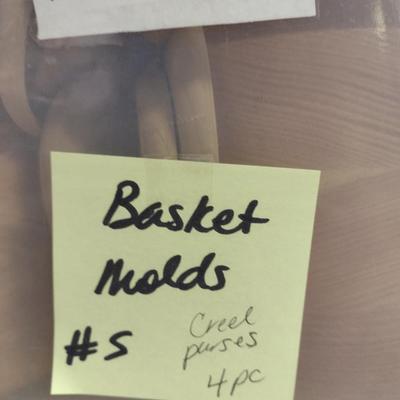 Basket
Molds
#5
Creel
purses
4pc